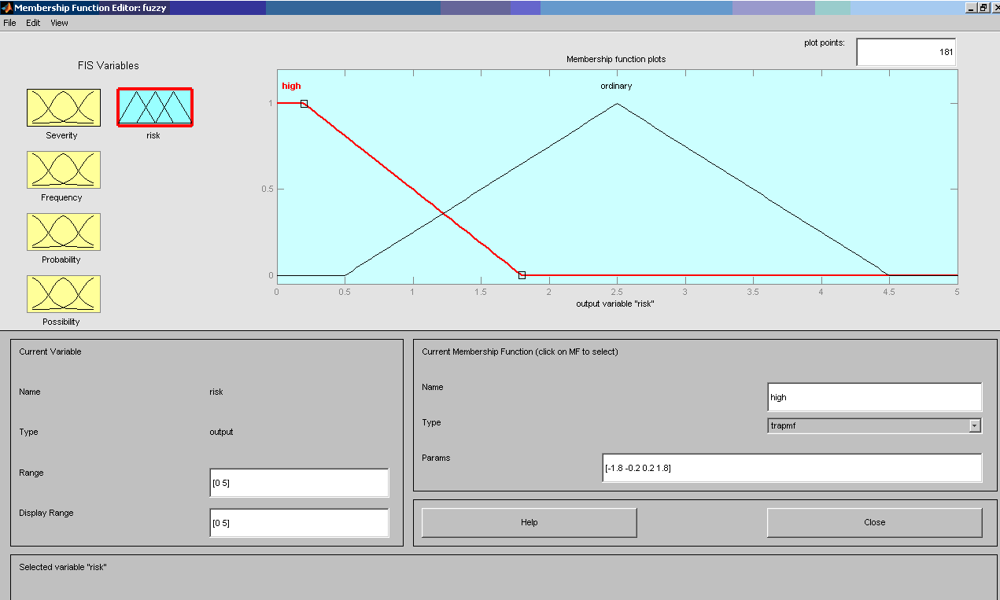 Membership Function Editor: fuzzy
File Edit View
plot points:
181
FIS Variables
Membership function plots
high
ordinary
Severity
risk
Frequency
Probability
Possibility
1
0.5
0
0 0.5 1 1.5 2 2.5 3 3.5 4 4.5 5
output variable "risk"
Current Variable
Name risk
Type output
Range [0 5]
Display Range [0 5]
Current Membership Function (click on MF to select)
Name high
Type trapmf
Params [-1.8 -0.2 0.2 1.8]
Help Close
Selected variable "risk"